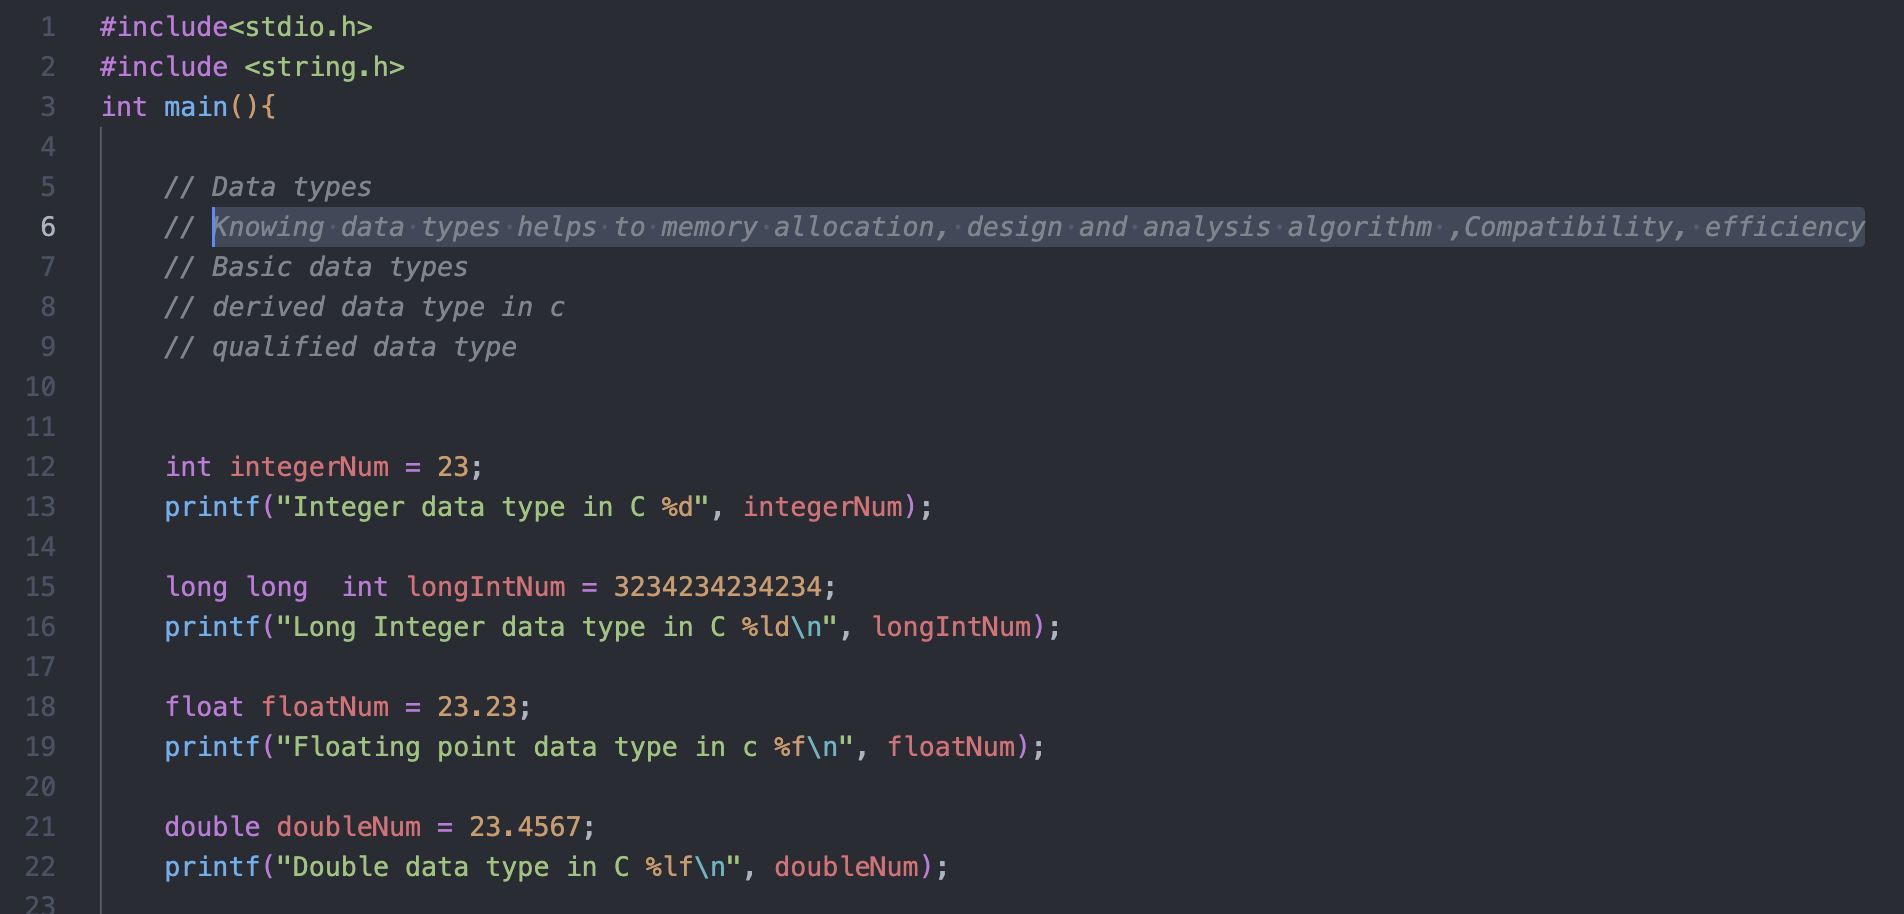 1 #include<stdio.h>
2 #include <string.h>
3 int main(){
4
5 // Data types
6 // Knowing data types helps to memory allocation, design and analysis algorithm ,Compatibility, efficiency
7 // Basic data types
8 // derived data type in c
9 // qualified data type
10
11
12 int integerNum = 23;
13 printf("Integer data type in C %d", integerNum);
14
15 long long  int longIntNum = 3234234234234;
16 printf("Long Integer data type in C %ld\n", longIntNum);
17
18 float floatNum = 23.23;
19 printf("Floating point data type in c %f\n", floatNum);
20
21 double doubleNum = 23.4567;
22 printf("Double data type in C %lf\n", doubleNum);
23